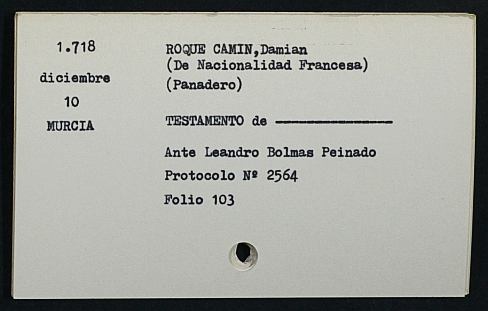 1.718
diciembre
10
MURCIA
ROQUE CAMIN,Damian
(De Nacionalidad Francesa)
(Panadero)
TESTAMENTO de ————————
Ante Leandro Bolmas Peinado
Protocolo Nº 2564
Folio 103